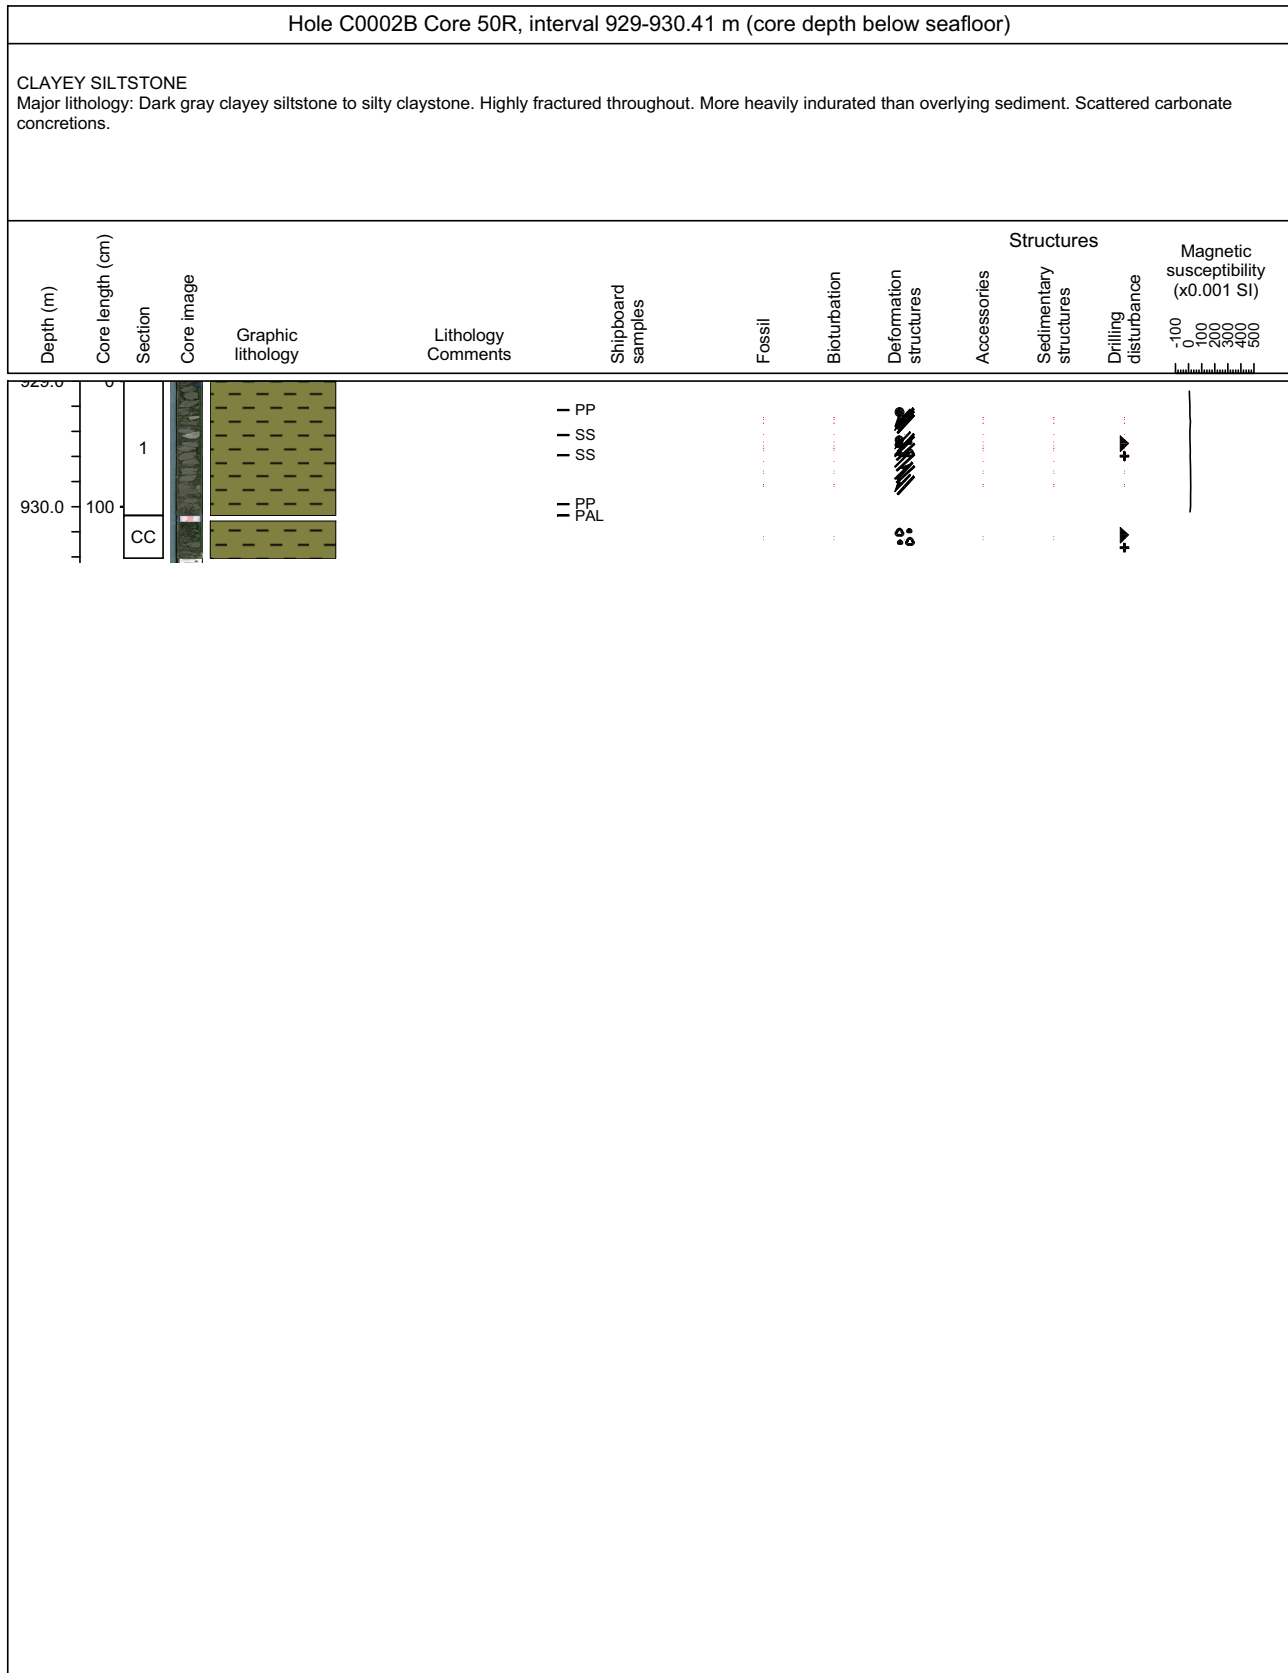 Hole C0002B Core 50R, interval 929-930.41 m (core depth below seafloor)
CLAYEY SILTSTONE
Major lithology: Dark gray clayey siltstone to silty claystone. Highly fractured throughout. More heavily indurated than overlying sediment. Scattered carbonate
concretions.
Depth (m)
Core length (cm)
Section
Core image
Graphic
lithology
Lithology
Comments
Shipboard
samples
Fossil
Bioturbation
Structures
Deformation
structures
Accessories
Sedimentary
structures
Drilling
disturbance
Magnetic
susceptibility
(x0.001 SI)
-100
0
100
200
300
400
500
929.0
0
PP
SS
1
SS
PP
930.0
100
PAL
CC